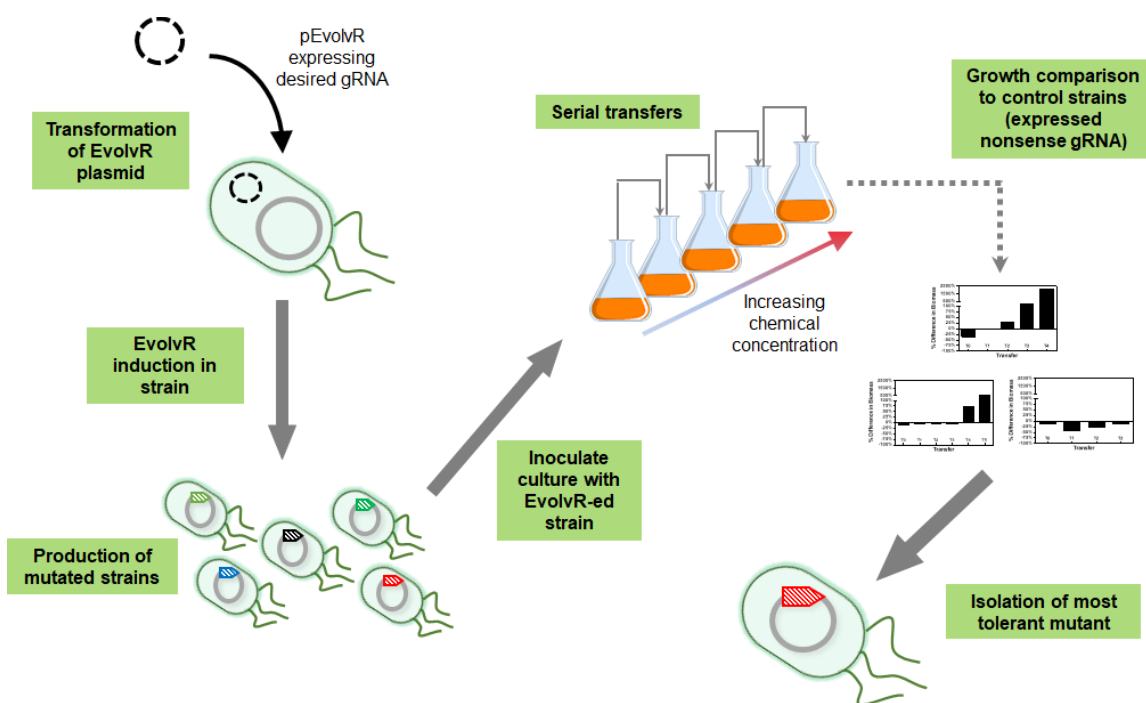 pEvolvR
expressing
desired gRNA
Transformation
of EvolvR
plasmid
EvolvR
induction in
strain
Production of
mutated strains
Inoculate
culture with
EvolvR-ed
strain
Serial transfers
Increasing
chemical
concentration
Growth comparison
to control strains
(expressed
nonsense gRNA)
% Difference in Biomass
Transfer
% Difference in Biomass
Transfer
% Difference in Biomass
Transfer
Isolation of most
tolerant mutant